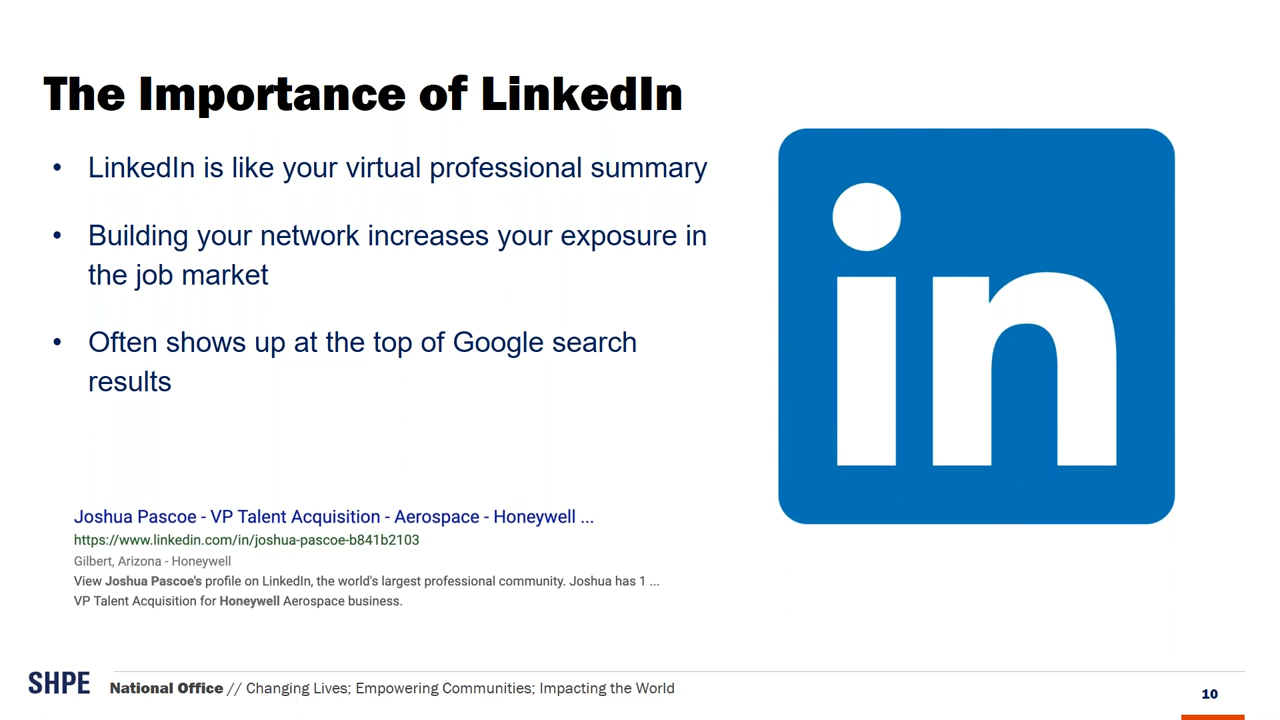 The Importance of LinkedIn
• LinkedIn is like your virtual professional summary
• Building your network increases your exposure in
the job market
• Often shows up at the top of Google search
results
in
Joshua Pascoe - VP Talent Acquisition - Aerospace - Honeywell ...
https://www.linkedin.com/in/joshua-pascoe-b841b2103
Gilbert, Arizona - Honeywell
View Joshua Pascoe's profile on LinkedIn, the world's largest professional community. Joshua has 1 ...
VP Talent Acquisition for Honeywell Aerospace business.
SHPE National Office // Changing Lives; Empowering Communities; Impacting the World
10